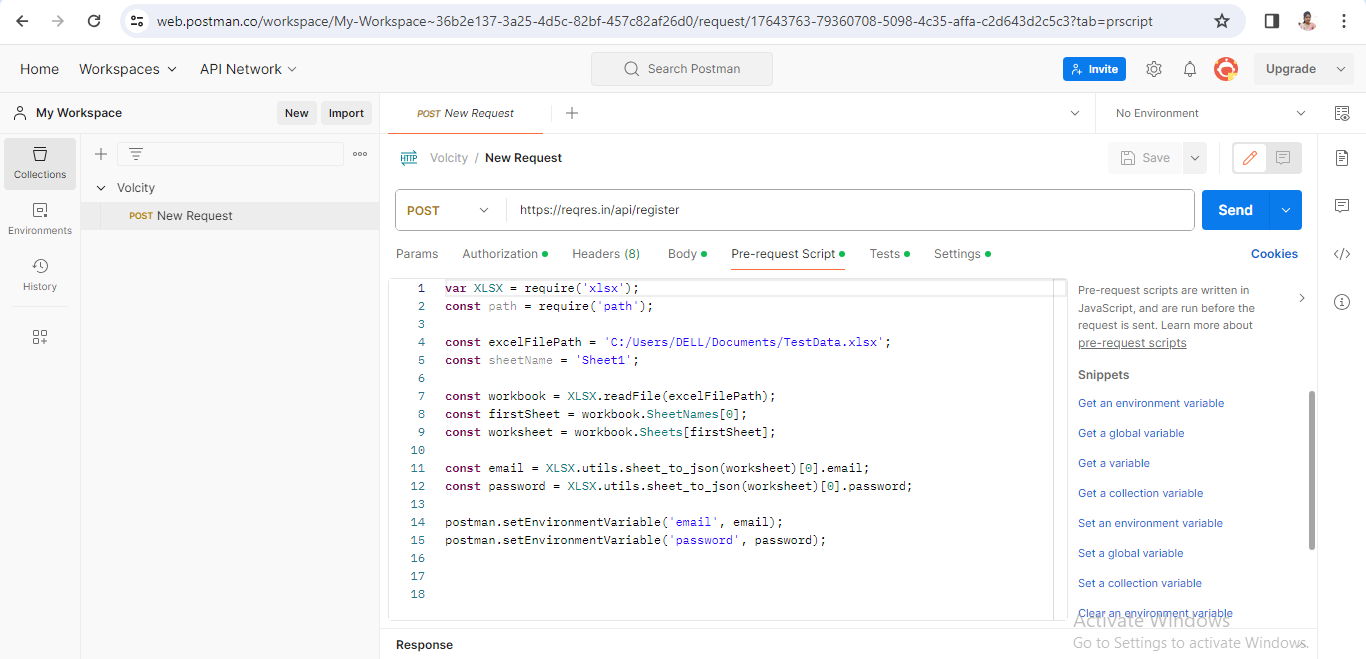 web.postman.co/workspace/My-Workspace~36b2e137-3a25-4d5c-82bf-457c82af26d0/request/17643763-79360708-5098-4c35-affa-c2d643d2c5c3?tab=prscript
Home Workspaces API Network Search Postman Invite Upgrade
My Workspace New Import POST New Request No Environment
Collections
Environments
History
Volcity
POST New Request
HTTP Volcity / New Request Save
POST https://reqres.in/api/register Send
Params Authorization Headers (8) Body Pre-request Script Tests Settings Cookies
1 var XLSX = require('xlsx');
2 const path = require('path');
3
4 const excelFilePath = 'C:/Users/DELL/Documents/TestData.xlsx';
5 const sheetName = 'Sheet1';
6
7 const workbook = XLSX.readFile(excelFilePath);
8 const firstSheet = workbook.SheetNames[0];
9 const worksheet = workbook.Sheets[firstSheet];
10
11 const email = XLSX.utils.sheet_to_json(worksheet)[0].email;
12 const password = XLSX.utils.sheet_to_json(worksheet)[0].password;
13
14 postman.setEnvironmentVariable('email', email);
15 postman.setEnvironmentVariable('password', password);
16
17
18
Pre-request scripts are written in
JavaScript, and are run before the
request is sent. Learn more about
pre-request scripts
Snippets
Get an environment variable
Get a global variable
Get a variable
Get a collection variable
Set an environment variable
Set a global variable
Set a collection variable
Clear an environment variable
Activate Windows
Go to Settings to activate Windows.
Response